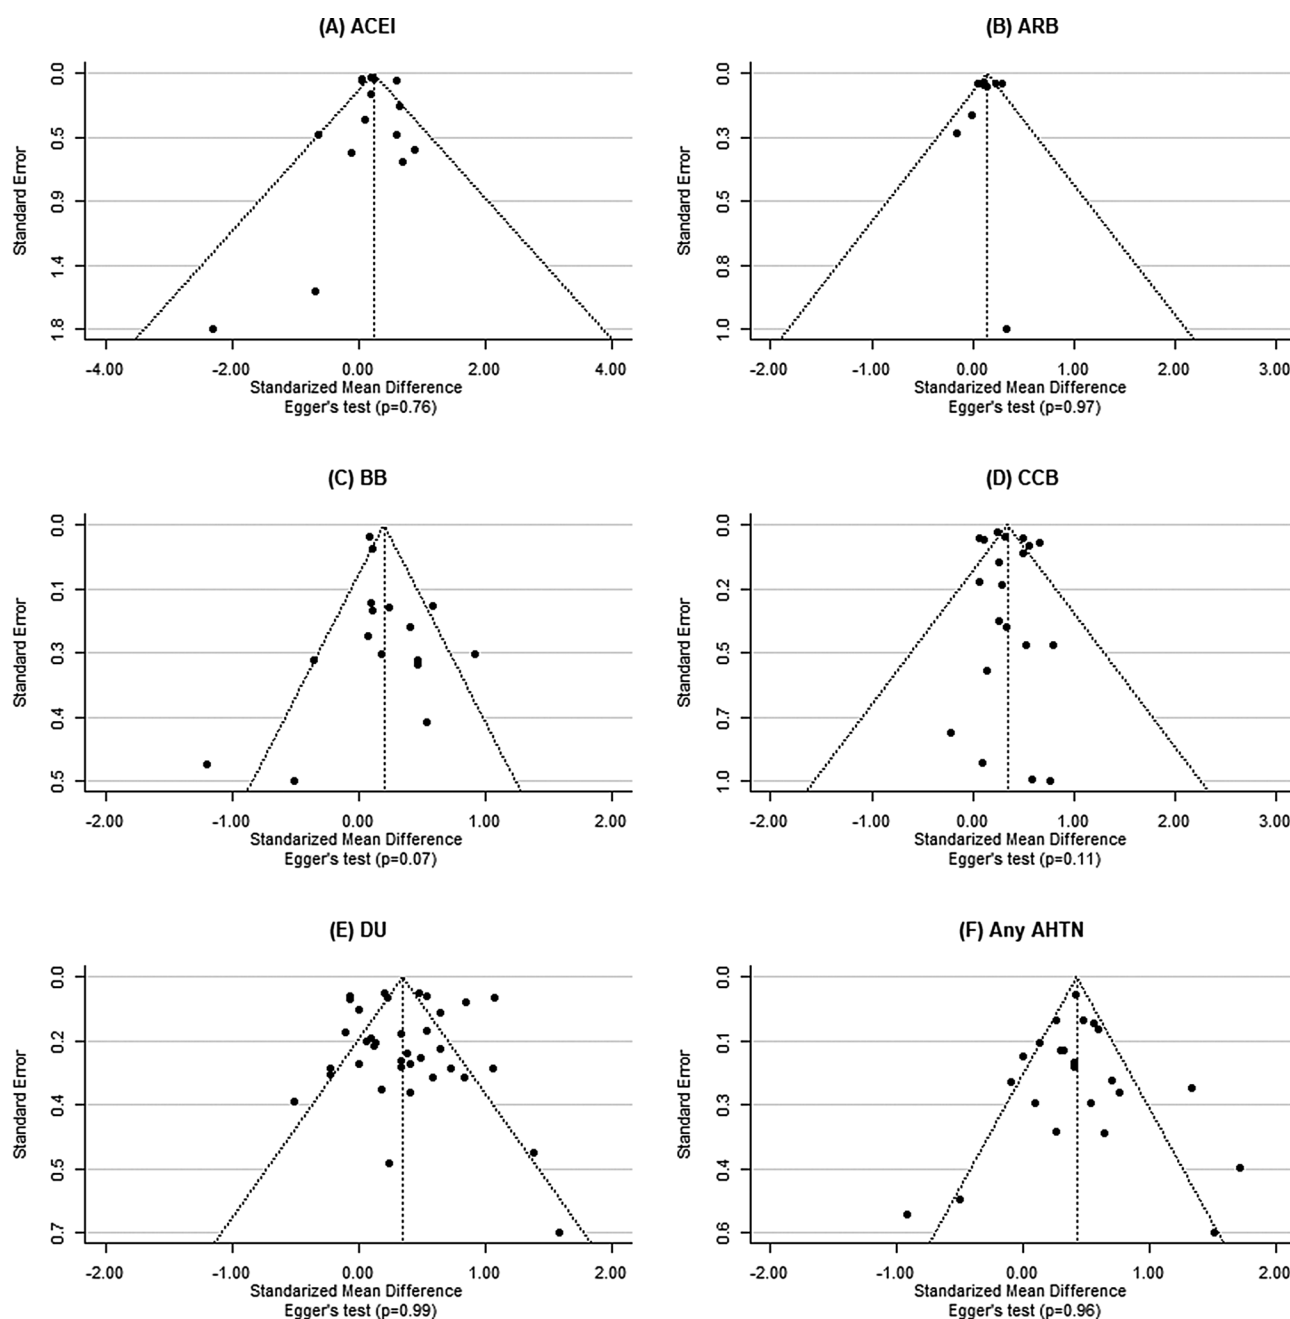 (A) ACEI
Standard Error
0.0
0.5
0.9
1.4
1.8
-4.00 -2.00 0.00 2.00 4.00
Standarized Mean Difference
Egger's test (p=0.76)
(B) ARB
Standard Error
0.0
0.3
0.5
0.8
1.0
-2.00 -1.00 0.00 1.00 2.00 3.00
Standarized Mean Difference
Egger's test (p=0.97)
(C) BB
Standard Error
0.0
0.1
0.3
0.4
0.5
-2.00 -1.00 0.00 1.00 2.00
Standarized Mean Difference
Egger's test (p=0.07)
(D) CCB
Standard Error
0.0
0.2
0.5
0.7
1.0
-2.00 -1.00 0.00 1.00 2.00 3.00
Standarized Mean Difference
Egger's test (p=0.11)
(E) DU
Standard Error
0.0
0.2
0.4
0.5
0.7
-2.00 -1.00 0.00 1.00 2.00
Standarized Mean Difference
Egger's test (p=0.99)
(F) Any AHTN
Standard Error
0.0
0.1
0.3
0.4
0.6
-2.00 -1.00 0.00 1.00 2.00
Standarized Mean Difference
Egger's test (p=0.96)